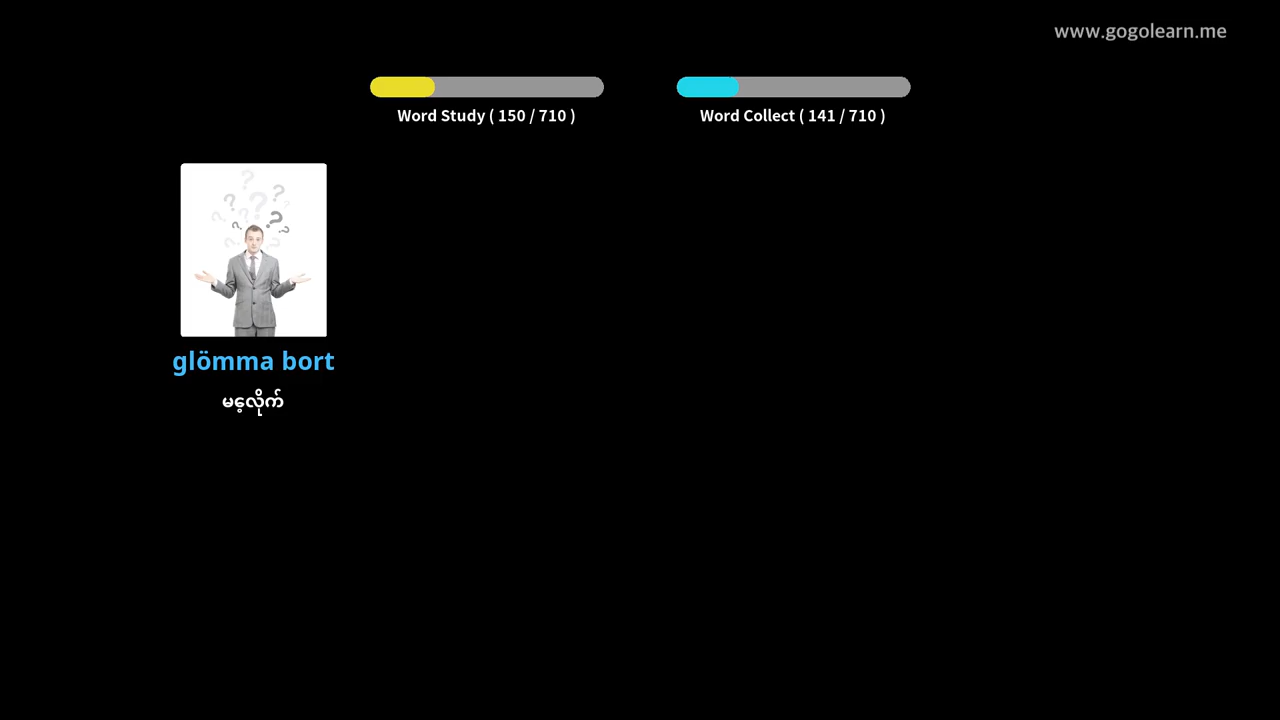 www.gogolearn.me
Word Study ( 150 / 710 )
Word Collect ( 141 / 710 )
glömma bort
မေ့လိုက်